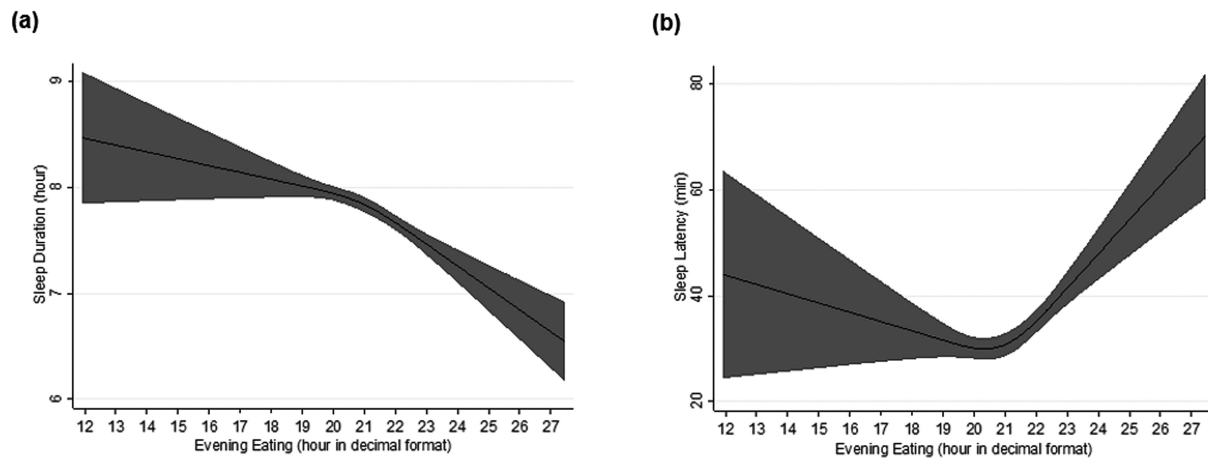 (a)
9
8
7
6
Sleep Duration (hour)
12 13 14 15 16 17 18 19 20 21 22 23 24 25 26 27
Evening Eating (hour in decimal format)
(b)
80
60
40
20
Sleep Latency (min)
12 13 14 15 16 17 18 19 20 21 22 23 24 25 26 27
Evening Eating (hour in decimal format)